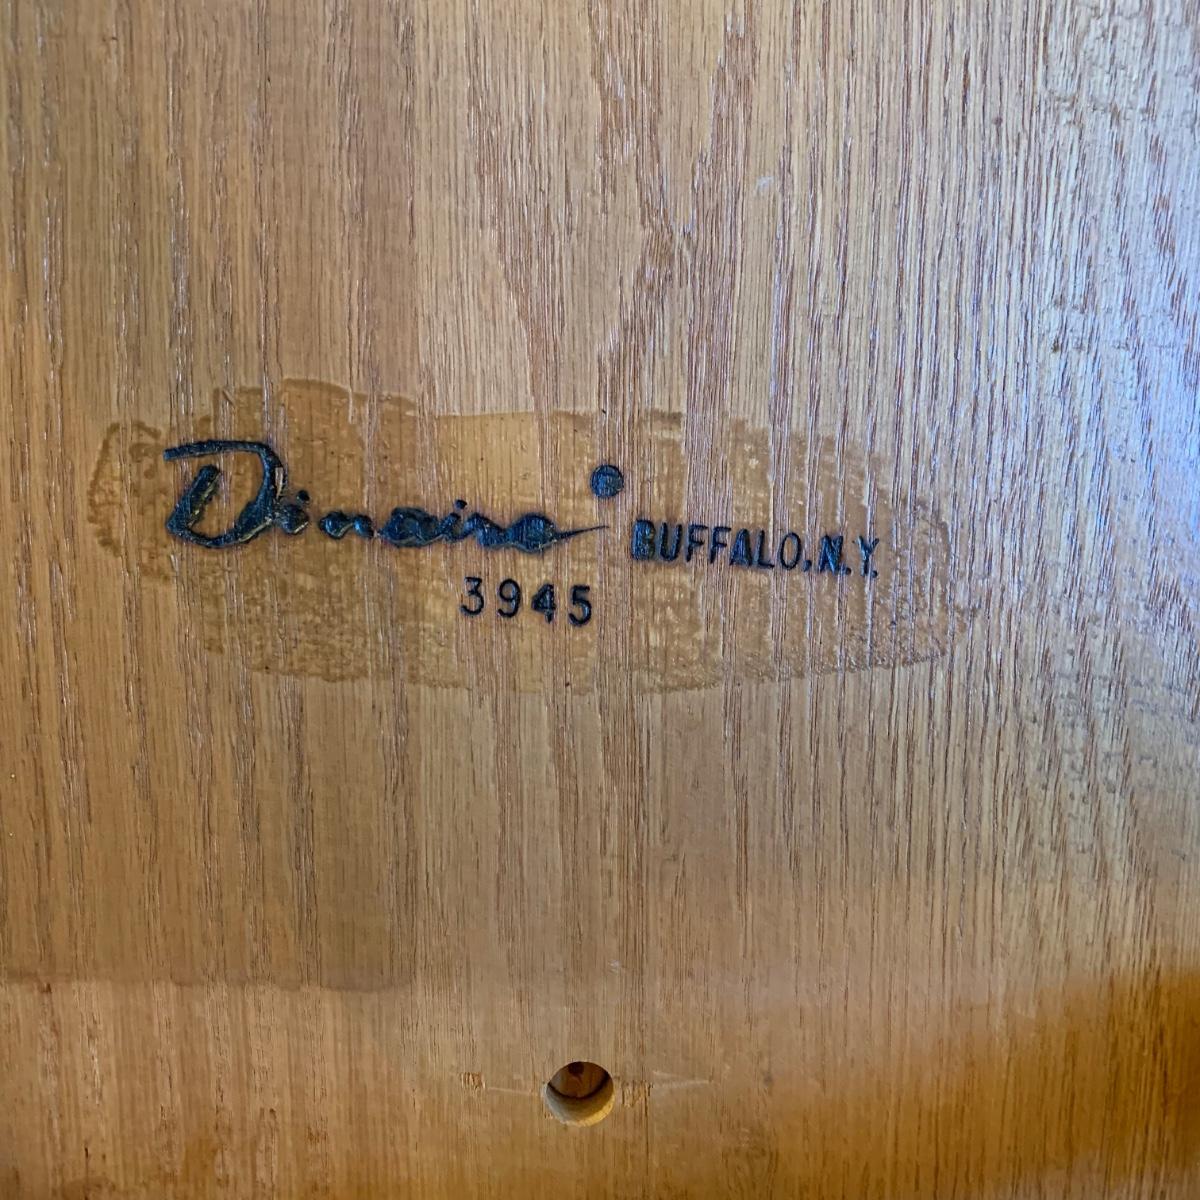 Dinaire BUFFALO, N.Y.
3945